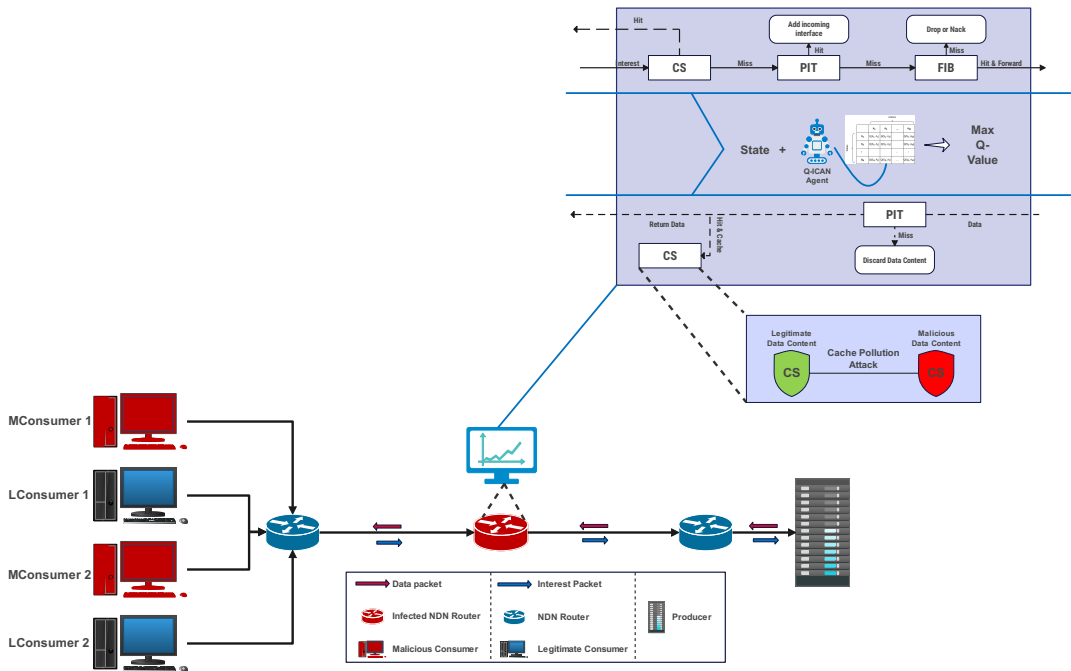 Hit
Add incoming
interface
Drop or Nack
Hit
Miss
Interest
CS
Miss
PIT
Miss
FIB
Hit & Forward
State +
Q-ICAN
Agent
Max
Q-
Value
PIT
Return Data
Hit & Cache
Data
Miss
CS
Discard Data Content
Legitimate
Data Content
Malicious
Data Content
Cache Pollution
Attack
CS
CS
MConsumer 1
LConsumer 1
MConsumer 2
LConsumer 2
Data packet
Interest Packet
Infected NDN Router
NDN Router
Producer
Malicious Consumer
Legitimate Consumer